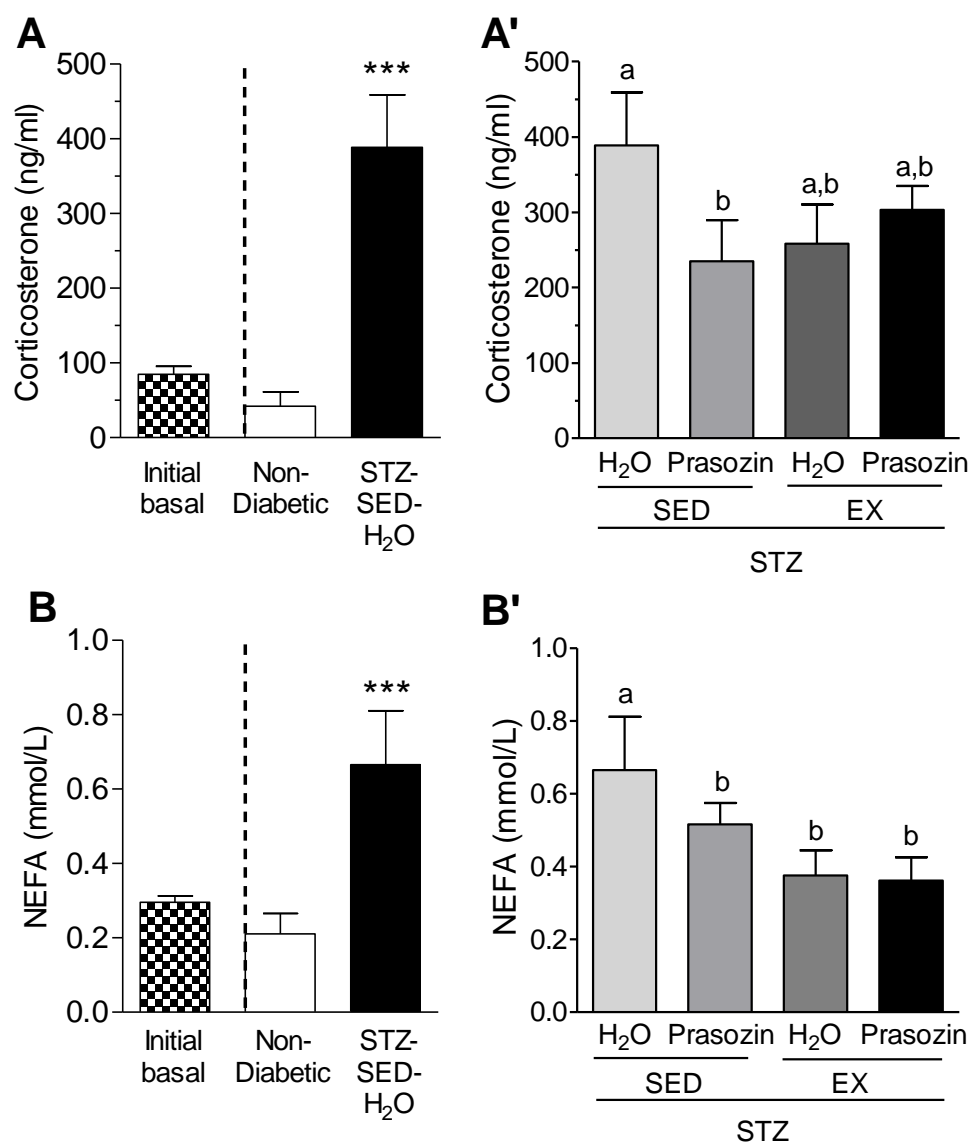 A
Corticosterone (ng/ml)
500
400
300
200
100
0
***
Initial
basal
Non-
Diabetic
STZ-
SED-
H₂O
A'
Corticosterone (ng/ml)
500
400
300
200
100
0
a
b
a,b
a,b
H₂O Prasozin H₂O Prasozin
SED EX
STZ
B
NEFA (mmol/L)
1.0
0.8
0.6
0.4
0.2
0.0
***
Initial
basal
Non-
Diabetic
STZ-
SED-
H₂O
B'
NEFA (mmol/L)
1.0
0.8
0.6
0.4
0.2
0.0
a
b
b
b
H₂O Prasozin H₂O Prasozin
SED EX
STZ